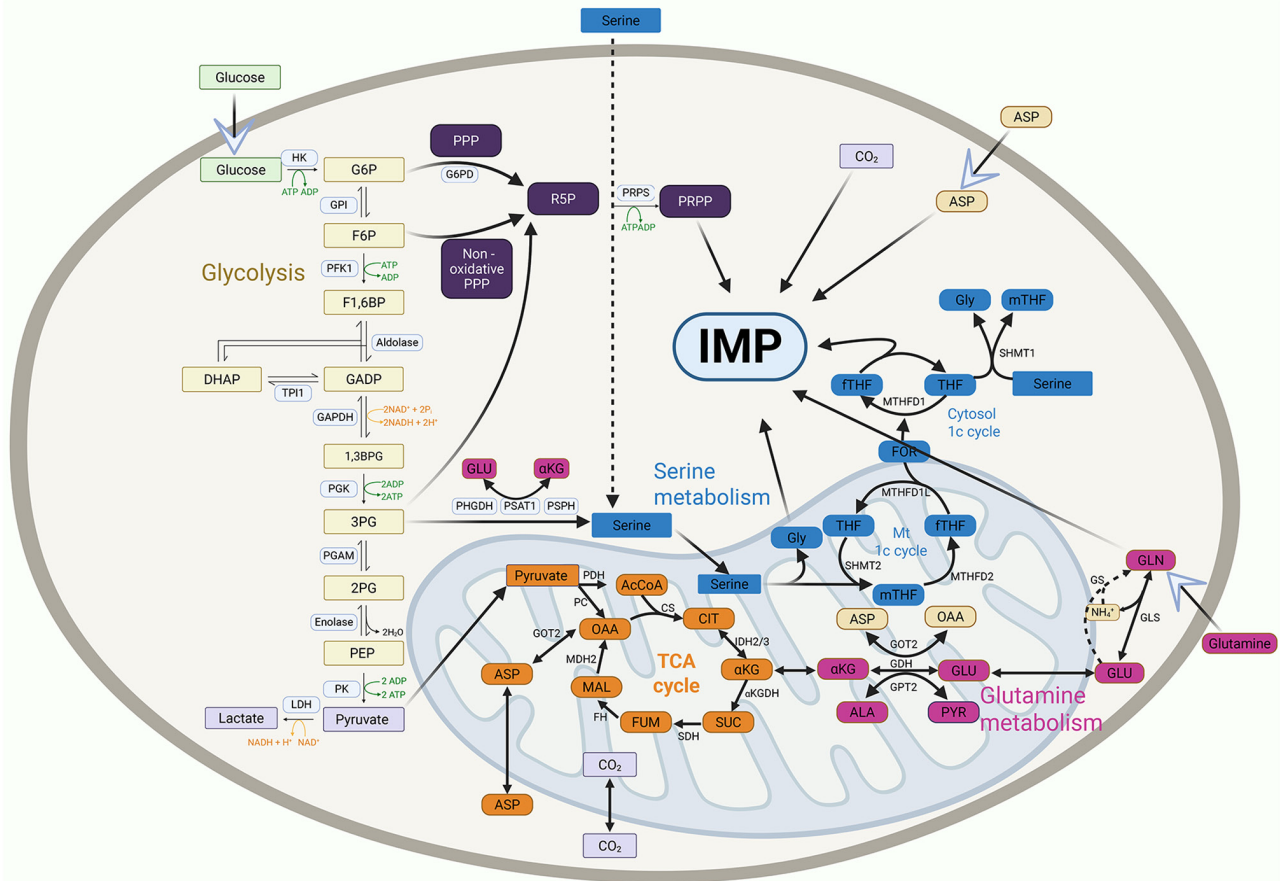 Serine
Glucose
Glucose
HK
ATP ADP
G6P
PPP
G6PD
R5P
PRPS
ATPADP
PRPP
CO₂
ASP
ASP
GPI
F6P
Non -
oxidative
PPP
Glycolysis
PFK1
ATP
ADP
F1,6BP
Aldolase
DHAP
TPI1
GADP
GAPDH
2NAD⁺ + 2Pᵢ
2NADH + 2H⁺
1,3BPG
PGK
2ADP
2ATP
3PG
PGAM
2PG
Enolase
2H₂O
PEP
PK
2 ADP
2 ATP
Pyruvate
LDH
Lactate
NADH + H⁺
NAD⁺
IMP
Gly
mTHF
SHMT1
Serine
fTHF
THF
MTHFD1
Cytosol
1c cycle
FOR
GLU
αKG
PHGDH
PSAT1
PSPH
Serine
Serine
metabolism
MTHFD1L
THF
fTHF
Mt
1c cycle
Gly
SHMT2
MTHFD2
mTHF
Serine
Pyruvate
PDH
AcCoA
PC
CS
OAA
CIT
GOT2
IDH2/3
MDH2
TCA
cycle
αKG
αKGDH
ASP
MAL
FH
FUM
SDH
SUC
ASP
CO₂
CO₂
ASP
OAA
GOT2
αKG
GDH
GLU
GPT2
ALA
PYR
Glutamine
metabolism
GLN
GS
NH₄⁺
GLS
GLU
Glutamine